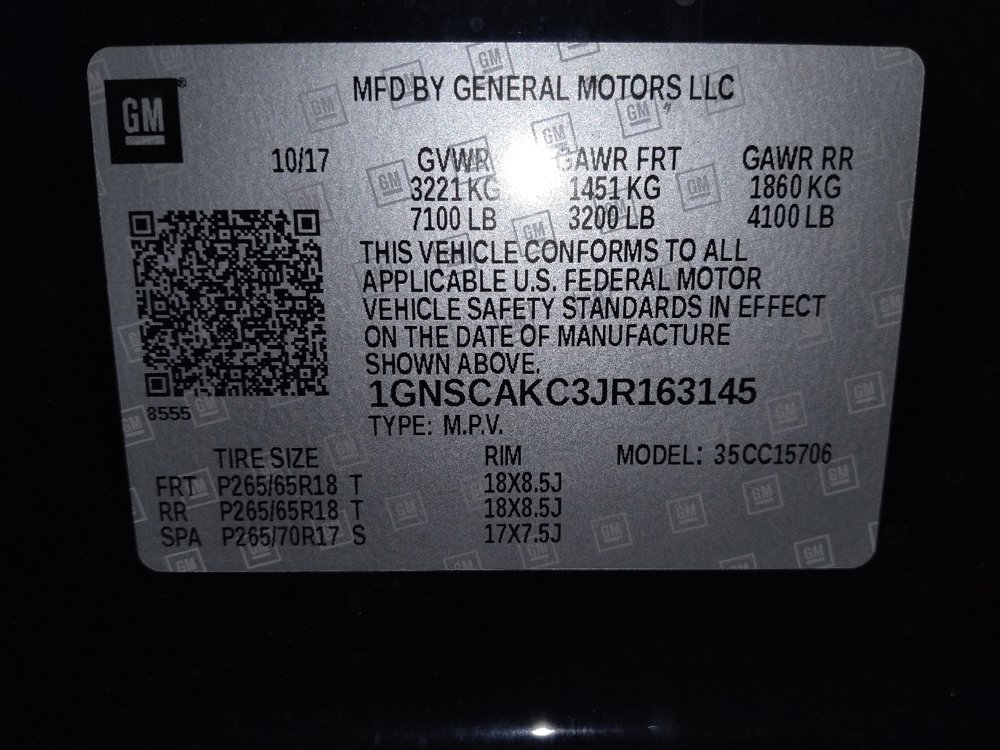 GM
MFD BY GENERAL MOTORS LLC
10/17 GVWR GAWR FRT GAWR RR
3221 KG 1451 KG 1860 KG
7100 LB 3200 LB 4100 LB
THIS VEHICLE CONFORMS TO ALL
APPLICABLE U.S. FEDERAL MOTOR
VEHICLE SAFETY STANDARDS IN EFFECT
ON THE DATE OF MANUFACTURE
SHOWN ABOVE.
1GNSCAKC3JR163145
8555
TYPE: M.P.V.
TIRE SIZE RIM MODEL: 35CC15706
FRT P265/65R18 T 18X8.5J
RR P265/65R18 T 18X8.5J
SPA P265/70R17 S 17X7.5J